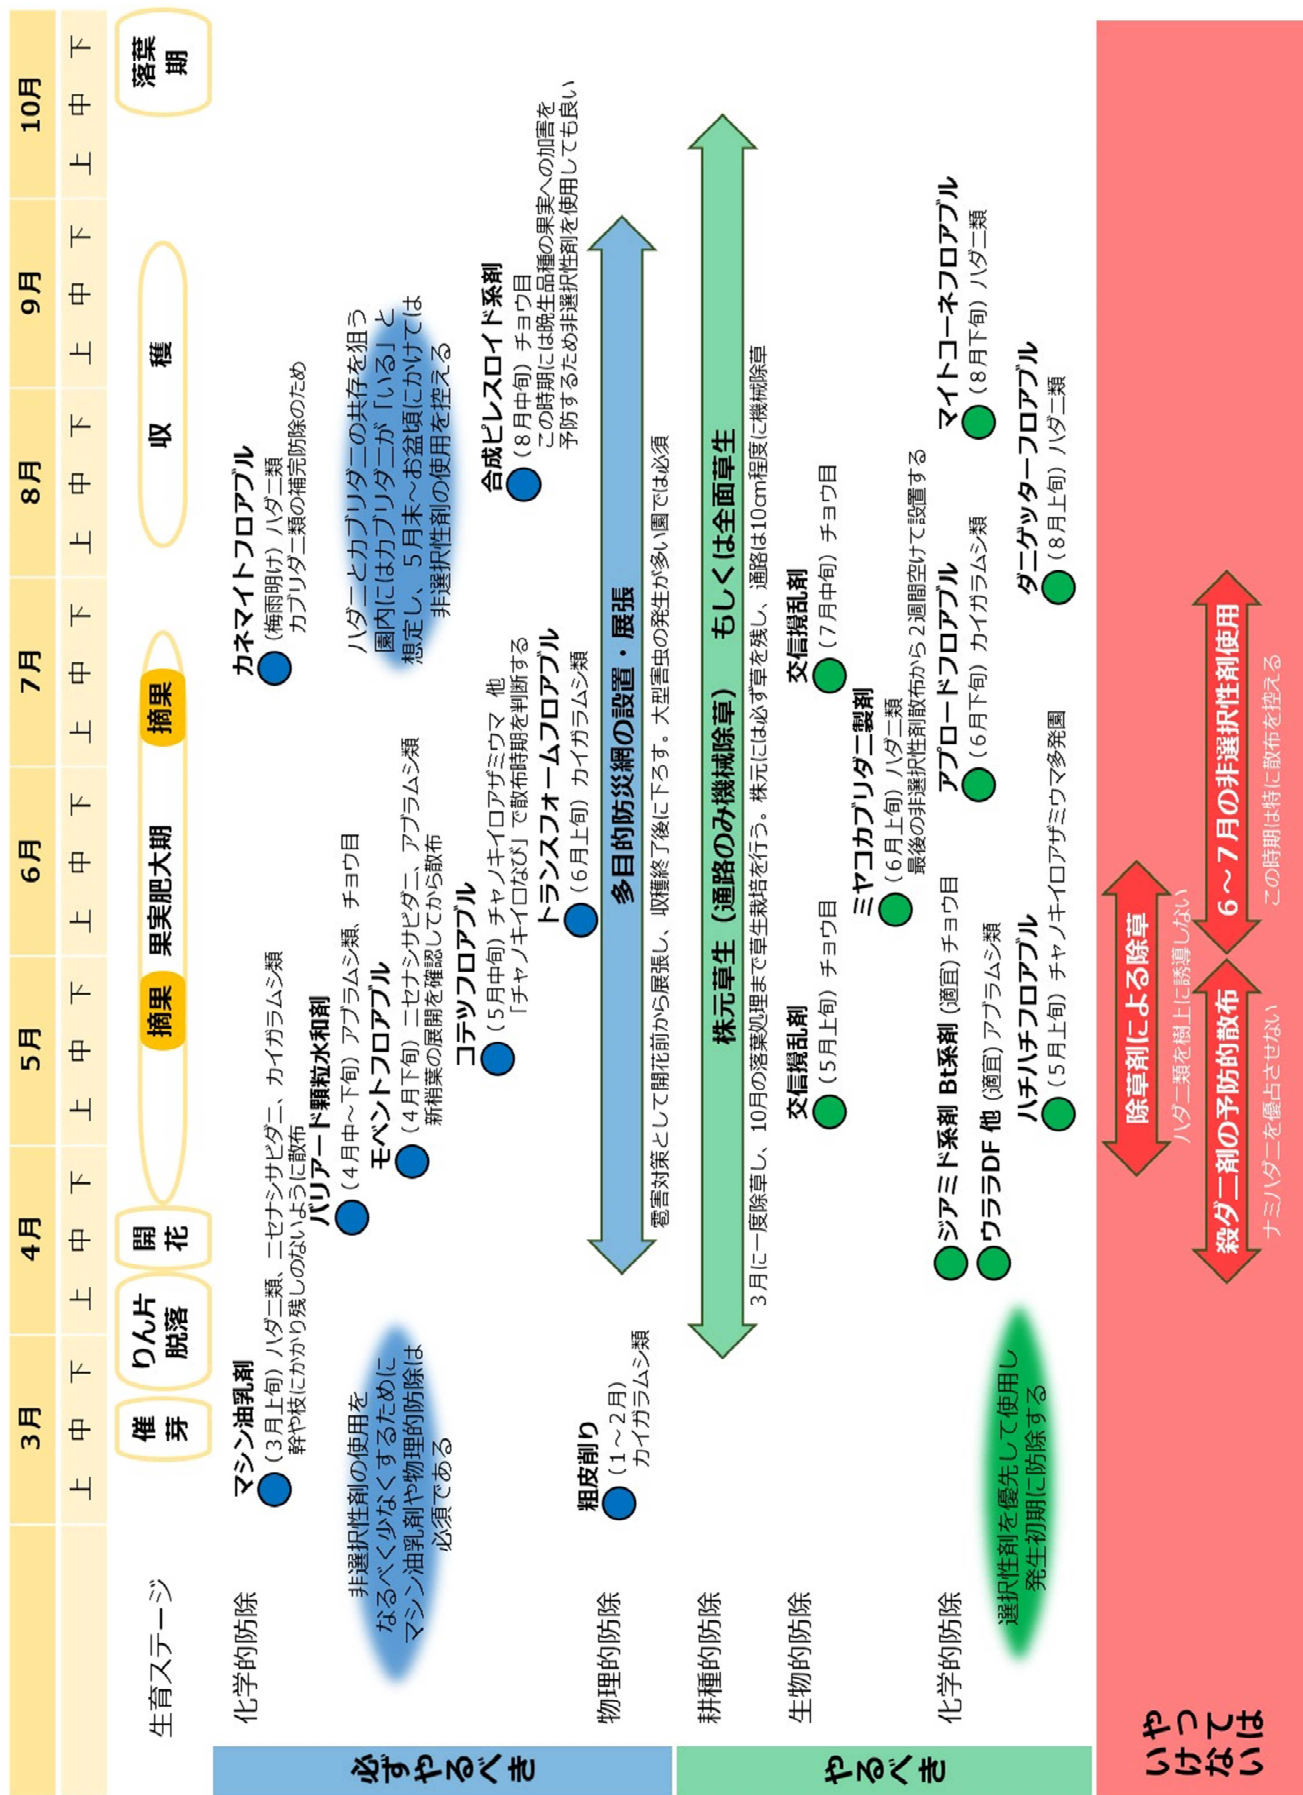 3月
4月
5月
6月
7月
8月
9月
10月
上 中 下 上 中 下 上 中 下 上 中 下 上 中 下 上 中 下 上 中 下 上 中 下
生育ステージ
催
芽
りん片
脱落
開
花
摘果
果実肥大期
摘果
収 穫
落葉
期
必ずやるべき
化学的防除
マシン油乳剤
（3月上旬）ハダニ類、ニセナシサビダニ、カイガラムシ類
幹や枝にかかり残しのないように散布
バリアード顆粒水和剤
（4月中～下旬）アブラムシ類、チョウ目
モベントフロアブル
（4月下旬）ニセナシサビダニ、アブラムシ類
新梢葉の展開を確認してから散布
コテツフロアブル
（5月中旬）チャノキイロアザミウマ 他
「チャノキイロなび」で散布時期を判断する
トランスフォームフロアブル
（6月上旬）カイガラムシ類
カネマイトフロアブル
（梅雨明け）ハダニ類
カブリダニ類の補完防除のため
合成ピレスロイド系剤
（8月中旬）チョウ目
この時期には晩生品種の果実への加害を
予防するため非選択性剤を使用しても良い
非選択性剤の使用を
なるべく少なくするために
マシン油乳剤や物理的防除は
必須である
ハダニとカブリダニの共存を狙う
園内にはカブリダニが「いる」と
想定し、5月末～お盆頃にかけては
非選択性剤の使用を控える
物理的防除
粗皮削り
（1～2月）
カイガラムシ類
多目的防災網の設置・展張
雹害対策として開花前から展張し、収穫終了後に下ろす。大型害虫の発生が多い園では必須
やるべき
耕種的防除
株元草生（通路のみ機械除草） もしくは全面草生
3月に一度除草し、10月の落葉処理まで草生栽培を行う。株元には必ず草を残し、通路は10cm程度に機械除草
生物的防除
交信攪乱剤
（5月上旬）チョウ目
交信攪乱剤
（7月中旬）チョウ目
ミヤコカブリダニ製剤
（6月上旬）ハダニ類
最後の非選択性剤散布から2週間空けて設置する
化学的防除
ジアミド系剤 Bt系剤（適宜）チョウ目
ウララDF 他（適宜）アブラムシ類
ハチハチフロアブル
（5月上旬）チャノキイロアザミウマ多発園
アプロードフロアブル
（6月下旬）カイガラムシ類
ダニゲッターフロアブル
（8月上旬）ハダニ類
マイトコーネフロアブル
（8月下旬）ハダニ類
選択性剤を優先して使用し
発生初期に防除する
やって
はいけない
除草剤による除草
ハダニ類を樹上に誘導しない
殺ダニ剤の予防的散布
ナミハダニを優占させない
6～7月の非選択性剤使用
この時期は特に散布を控える